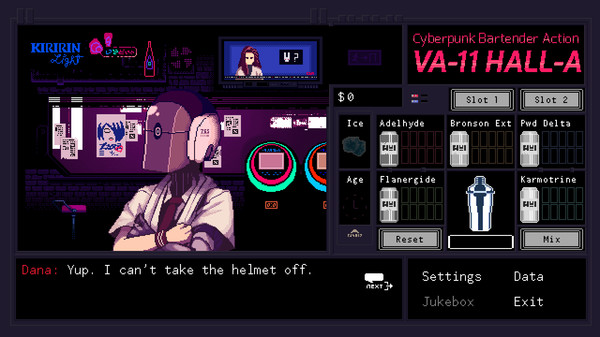 KIRIRIN
Light
V ?
Cyberpunk Bartender Action
VA-11 HALL-A
$ 0
Slot 1
Slot 2
Ice
Adelhyde
Bronson Ext
Pwd Delta
Age
Flanergide
Karmotrine
Reset
Mix
Dana: Yup. I can't take the helmet off.
NEXT
Settings
Data
Jukebox
Exit